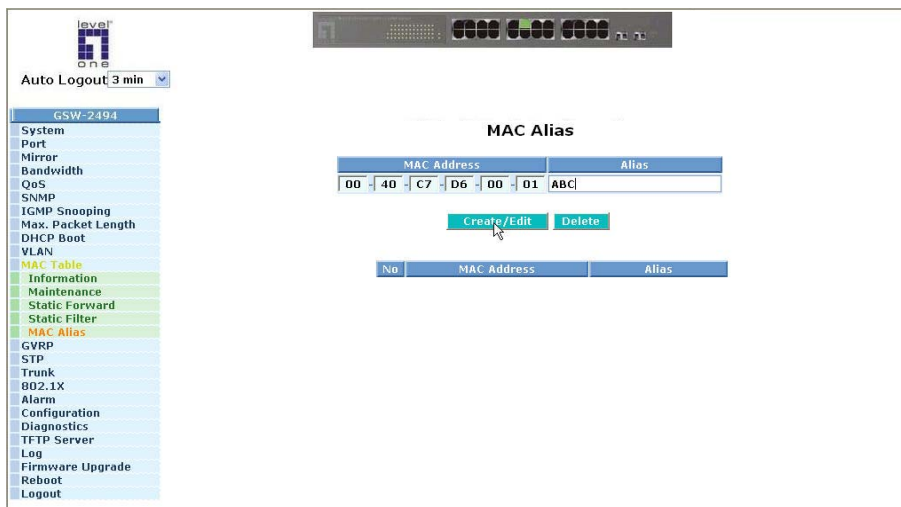 level
one
Auto Logout 3 min
GSW-2494
System
Port
Mirror
Bandwidth
QoS
SNMP
IGMP Snooping
Max. Packet Length
DHCP Boot
VLAN
MAC Table
Information
Maintenance
Static Forward
Static Filter
MAC Alias
GVRP
STP
Trunk
802.1X
Alarm
Configuration
Diagnostics
TFTP Server
Log
Firmware Upgrade
Reboot
Logout
MAC Alias
MAC Address Alias
00 - 40 - C7 - D6 - 00 - 01 ABC
Create/Edit Delete
No MAC Address Alias